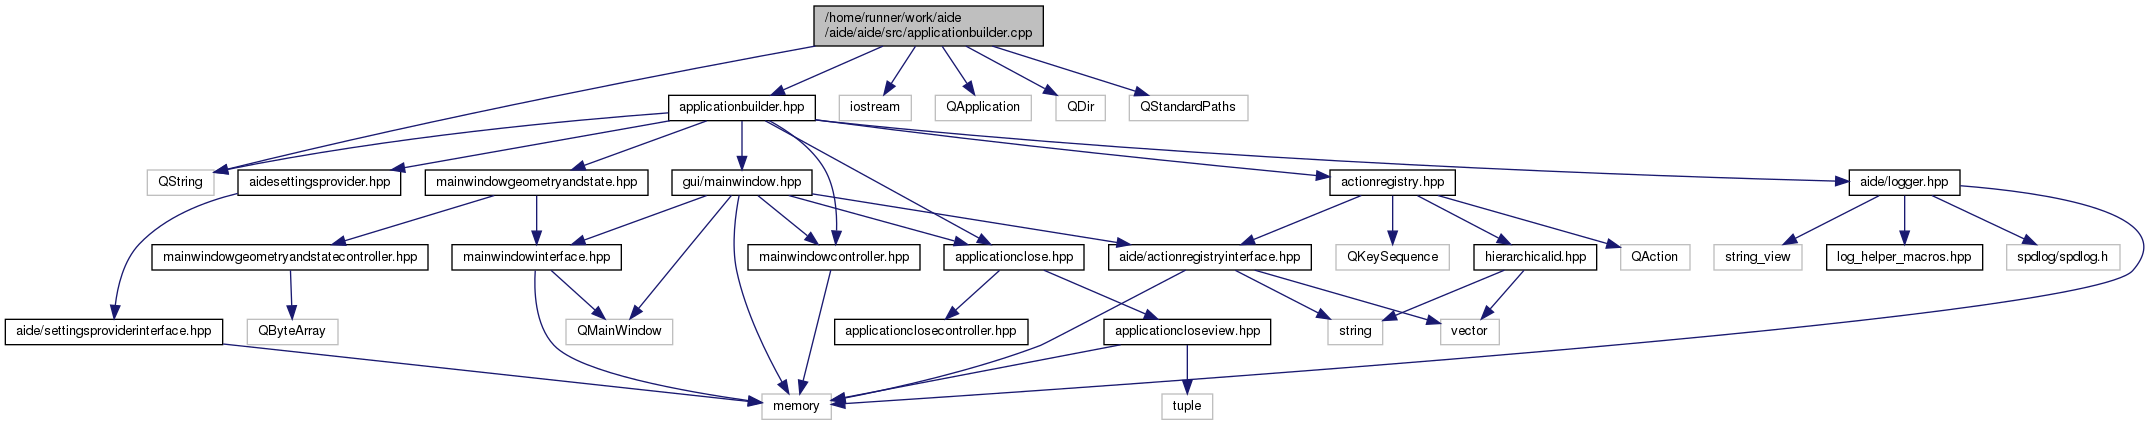 /home/runner/work/aide
/aide/aide/src/applicationbuilder.cpp
applicationbuilder.hpp
iostream
QApplication
QDir
QStandardPaths
QString
aidesettingsprovider.hpp
mainwindowgeometryandstate.hpp
gui/mainwindow.hpp
actionregistry.hpp
aide/logger.hpp
mainwindowgeometryandstatecontroller.hpp
mainwindowinterface.hpp
mainwindowcontroller.hpp
applicationclose.hpp
aide/actionregistryinterface.hpp
QKeySequence
hierarchicalid.hpp
QAction
string_view
log_helper_macros.hpp
spdlog/spdlog.h
aide/settingsproviderinterface.hpp
QByteArray
QMainWindow
applicationclosecontroller.hpp
applicationcloseview.hpp
string
vector
memory
tuple